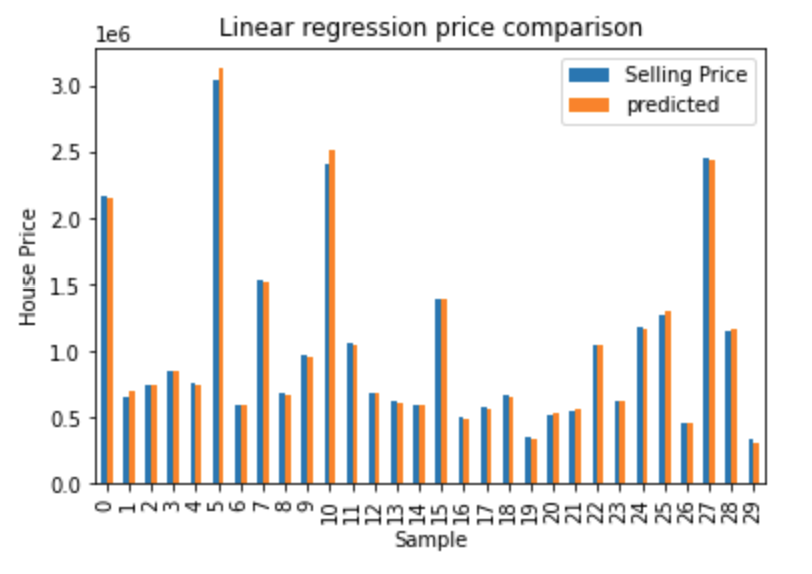 Linear regression price comparison
1e6
Selling Price
predicted
3.0
2.5
2.0
1.5
1.0
0.5
0.0
House Price
0 1 2 3 4 5 6 7 8 9 10 11 12 13 14 15 16 17 18 19 20 21 22 23 24 25 26 27 28 29
Sample